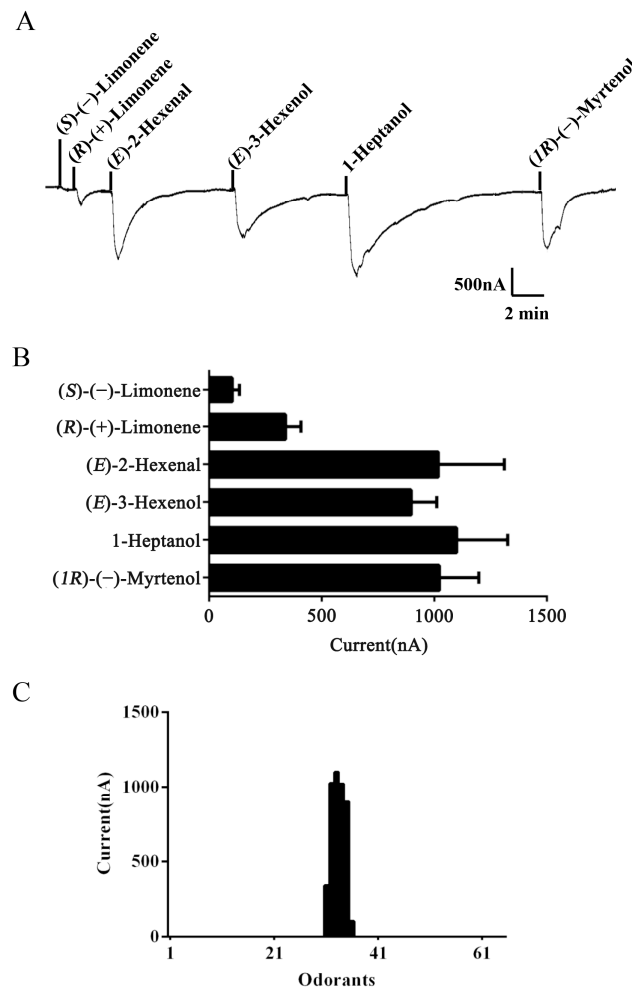 A
(S)-(−)-Limonene
(R)-(+)-Limonene
(E)-2-Hexenal
(E)-3-Hexenol
1-Heptanol
(1R)-(−)-Myrtenol
500nA
2 min
B
(S)-(−)-Limonene
(R)-(+)-Limonene
(E)-2-Hexenal
(E)-3-Hexenol
1-Heptanol
(1R)-(−)-Myrtenol
0 500 1000 1500
Current(nA)
C
1500
1000
500
0
Current(nA)
1 21 41 61
Odorants